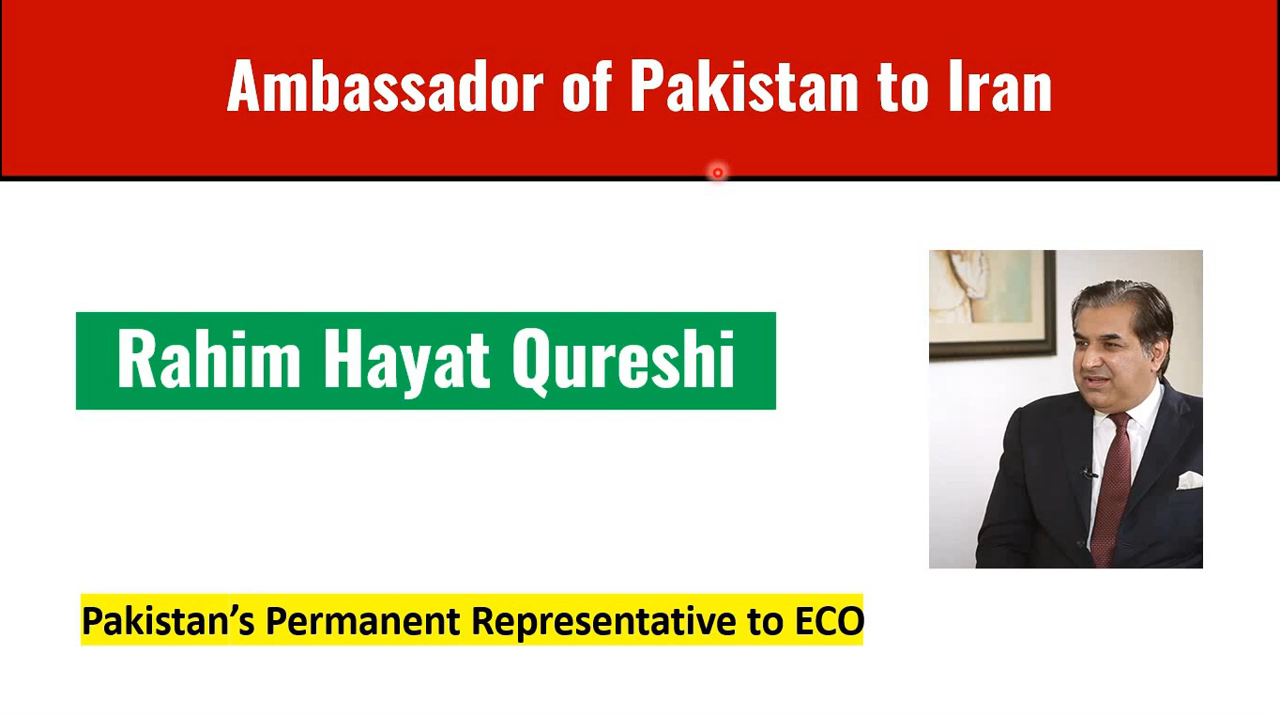 Ambassador of Pakistan to Iran
Rahim Hayat Qureshi
Pakistan’s Permanent Representative to ECO